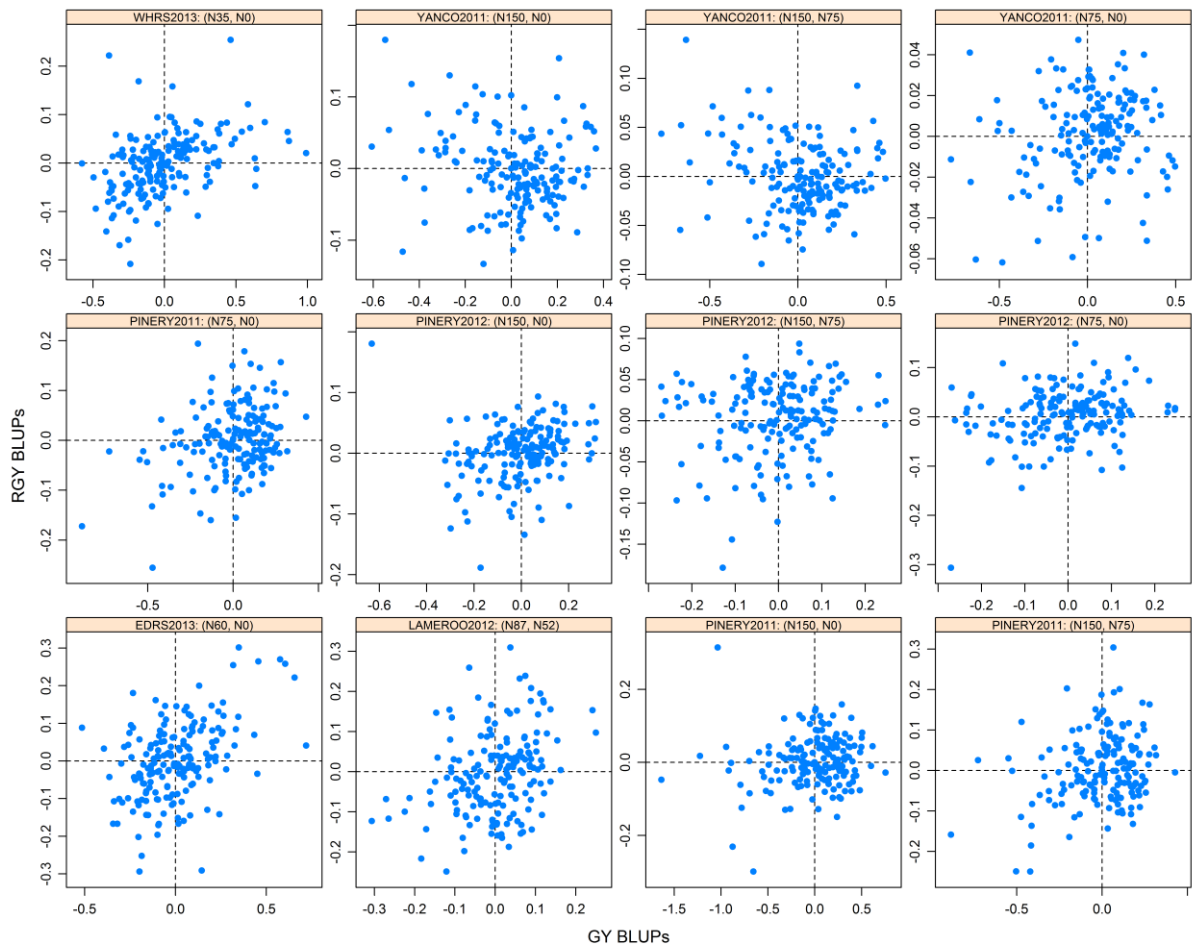 WHRS2013: (N35, N0) YANCO2011: (N150, N0) YANCO2011: (N150, N75) YANCO2011: (N75, N0)
0.2 0.1 0.0 -0.1 -0.2
0.1 0.0 -0.1
0.10 0.05 0.00 -0.05 -0.10
0.04 0.02 0.00 -0.02 -0.04 -0.06
-0.5 0.0 0.5 1.0 -0.6 -0.4 -0.2 0.0 0.2 0.4 -0.5 0.0 0.5 -0.5 0.0 0.5
PINERY2011: (N75, N0) PINERY2012: (N150, N0) PINERY2012: (N150, N75) PINERY2012: (N75, N0)
0.2 0.1 0.0 -0.1 -0.2
0.1 0.0 -0.1 -0.2
0.10 0.05 0.00 -0.05 -0.10 -0.15
0.1 0.0 -0.1 -0.2 -0.3
-0.5 0.0 -0.6 -0.4 -0.2 0.0 0.2 -0.2 -0.1 0.0 0.1 0.2 -0.2 -0.1 0.0 0.1 0.2
EDRS2013: (N60, N0) LAMEROO2012: (N87, N52) PINERY2011: (N150, N0) PINERY2011: (N150, N75)
0.3 0.2 0.1 0.0 -0.1 -0.2 -0.3
0.3 0.2 0.1 0.0 -0.1 -0.2
0.2 0.0 -0.2
0.3 0.2 0.1 0.0 -0.1 -0.2
-0.5 0.0 0.5 -0.3 -0.2 -0.1 0.0 0.1 0.2 -1.5 -1.0 -0.5 0.0 0.5 -0.5 0.0
RGY BLUPs
GY BLUPs